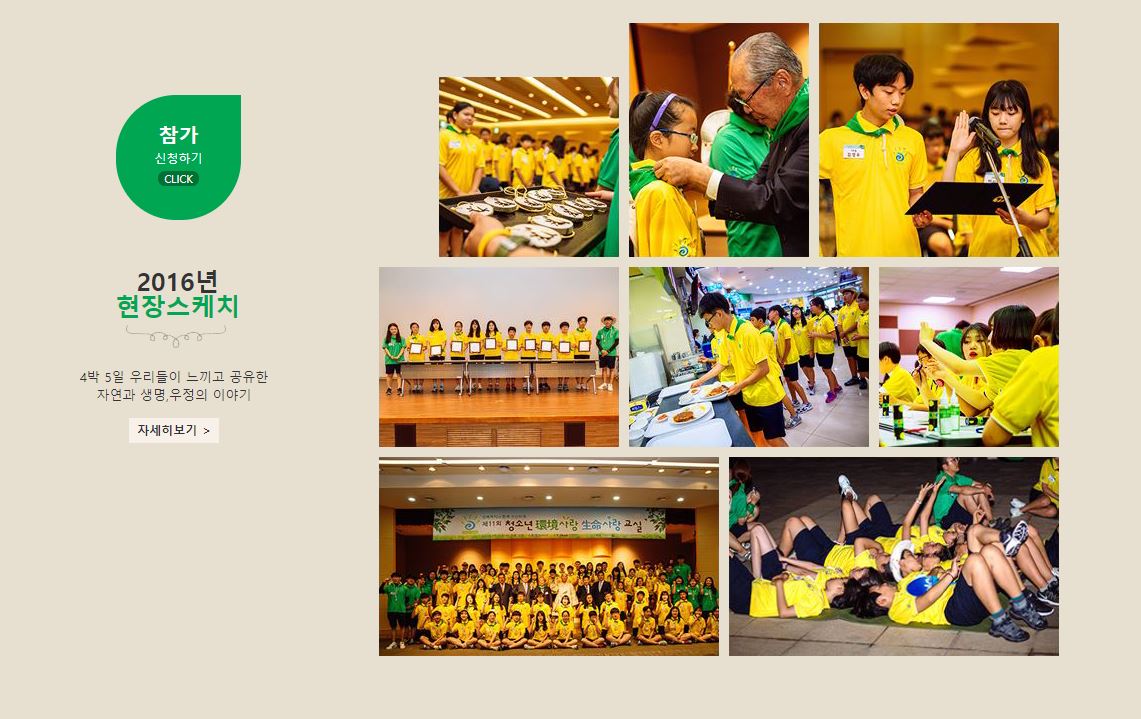 참가
신청하기
CLICK
2016년
현장스케치
4박 5일 우리들이 느끼고 공유한
자연과 생명,우정의 이야기
자세히보기 >
제11회 청소년 環境사랑 生命사랑 교실